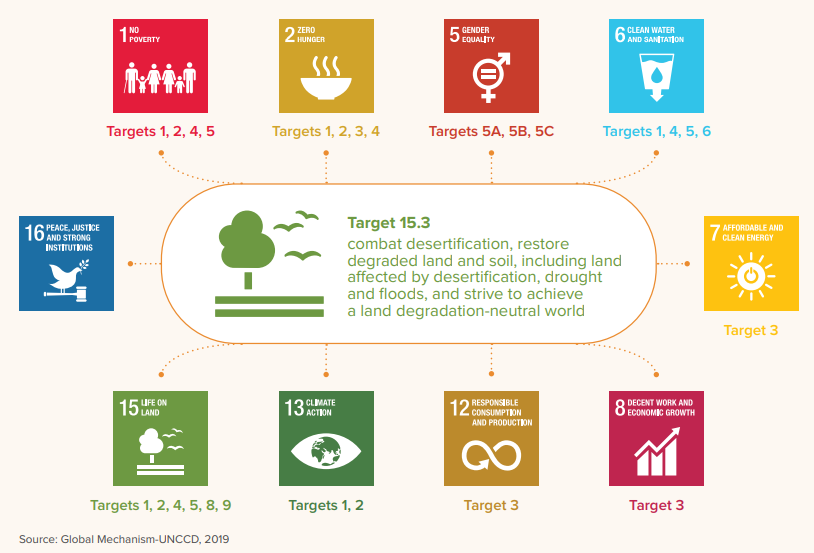 1 NO
POVERTY
2 ZERO
HUNGER
5 GENDER
EQUALITY
6 CLEAN WATER
AND SANITATION
Targets 1, 2, 4, 5
Targets 1, 2, 3, 4
Targets 5A, 5B, 5C
Targets 1, 4, 5, 6
16 PEACE, JUSTICE
AND STRONG
INSTITUTIONS
Target 15.3
combat desertification, restore
degraded land and soil, including land
affected by desertification, drought
and floods, and strive to achieve
a land degradation-neutral world
7 AFFORDABLE AND
CLEAN ENERGY
Target 3
15 LIFE ON
LAND
13 CLIMATE
ACTION
12 RESPONSIBLE
CONSUMPTION
AND PRODUCTION
8 DECENT WORK AND
ECONOMIC GROWTH
Targets 1, 2, 4, 5, 8, 9
Targets 1, 2
Target 3
Target 3
Source: Global Mechanism-UNCCD, 2019